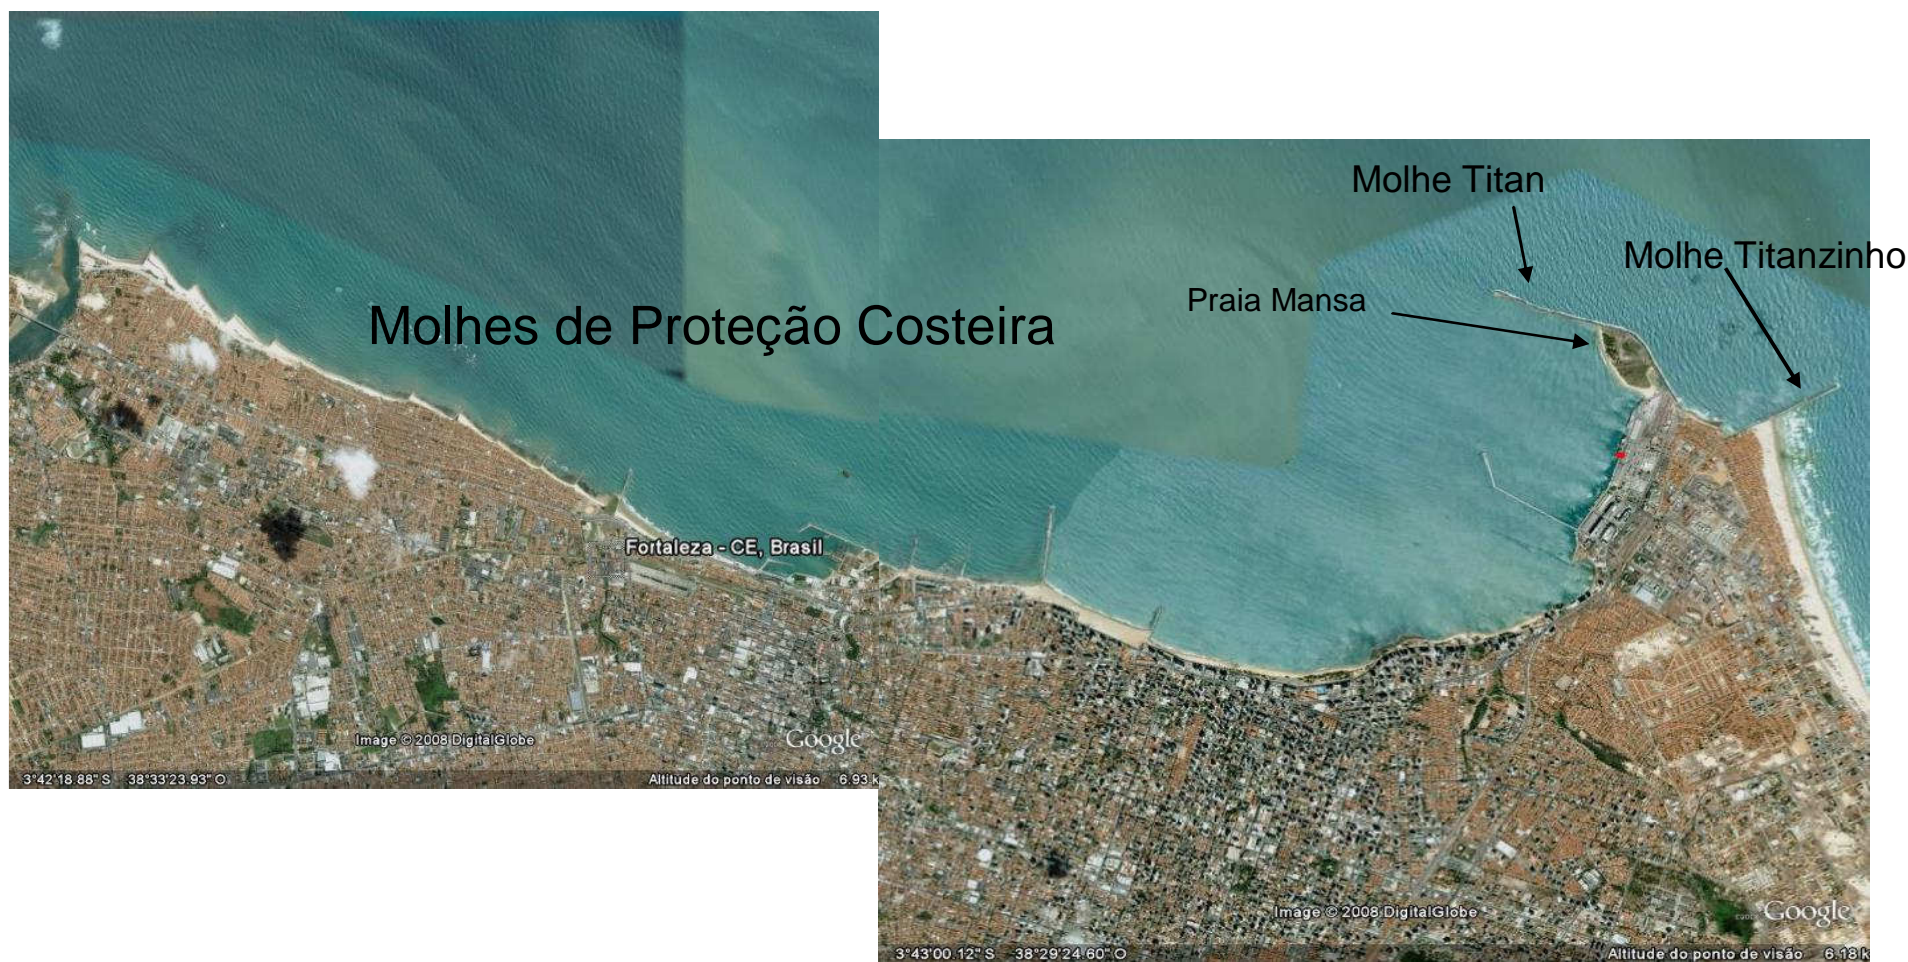 Molhe Titan
Molhe Titanzinho
Praia Mansa
Molhes de Proteção Costeira
Fortaleza - CE, Brasil
Image © 2008 DigitalGlobe
Google
3°42'18.88" S 38°33'23.93" O
Altitude do ponto de visão 6.93 k
Image © 2008 DigitalGlobe
Google
3°43'00.12" S 38°29'24.60" O
Altitude do ponto de visão 6.18 k